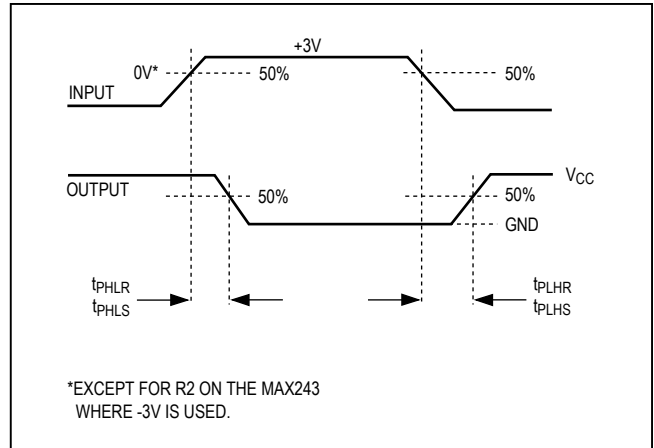 +3V
0V*
50%
50%
INPUT
OUTPUT
VCC
50%
50%
GND
tPHLR
tPHLS
tPLHR
tPLHS
*EXCEPT FOR R2 ON THE MAX243
WHERE -3V IS USED.